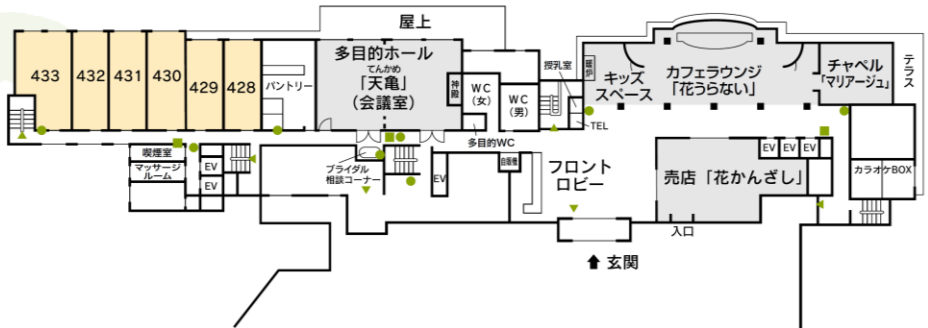 屋上
433
432
431
430
429
428
パントリー
多目的ホール
てんかめ
「天亀」
(会議室)
神殿
WC
(女)
WC
(男)
多目的WC
授乳室
TEL
暖炉
キッズ
スペース
カフェラウンジ
「花うらない」
チャペル
「マリアージュ」
テラス
喫煙室
マッサージ
ルーム
EV
EV
ブライダル
相談コーナー
EV
自販機
フロント
ロビー
EV
EV
EV
売店「花かんざし」
カラオケBOX
入口
玄関